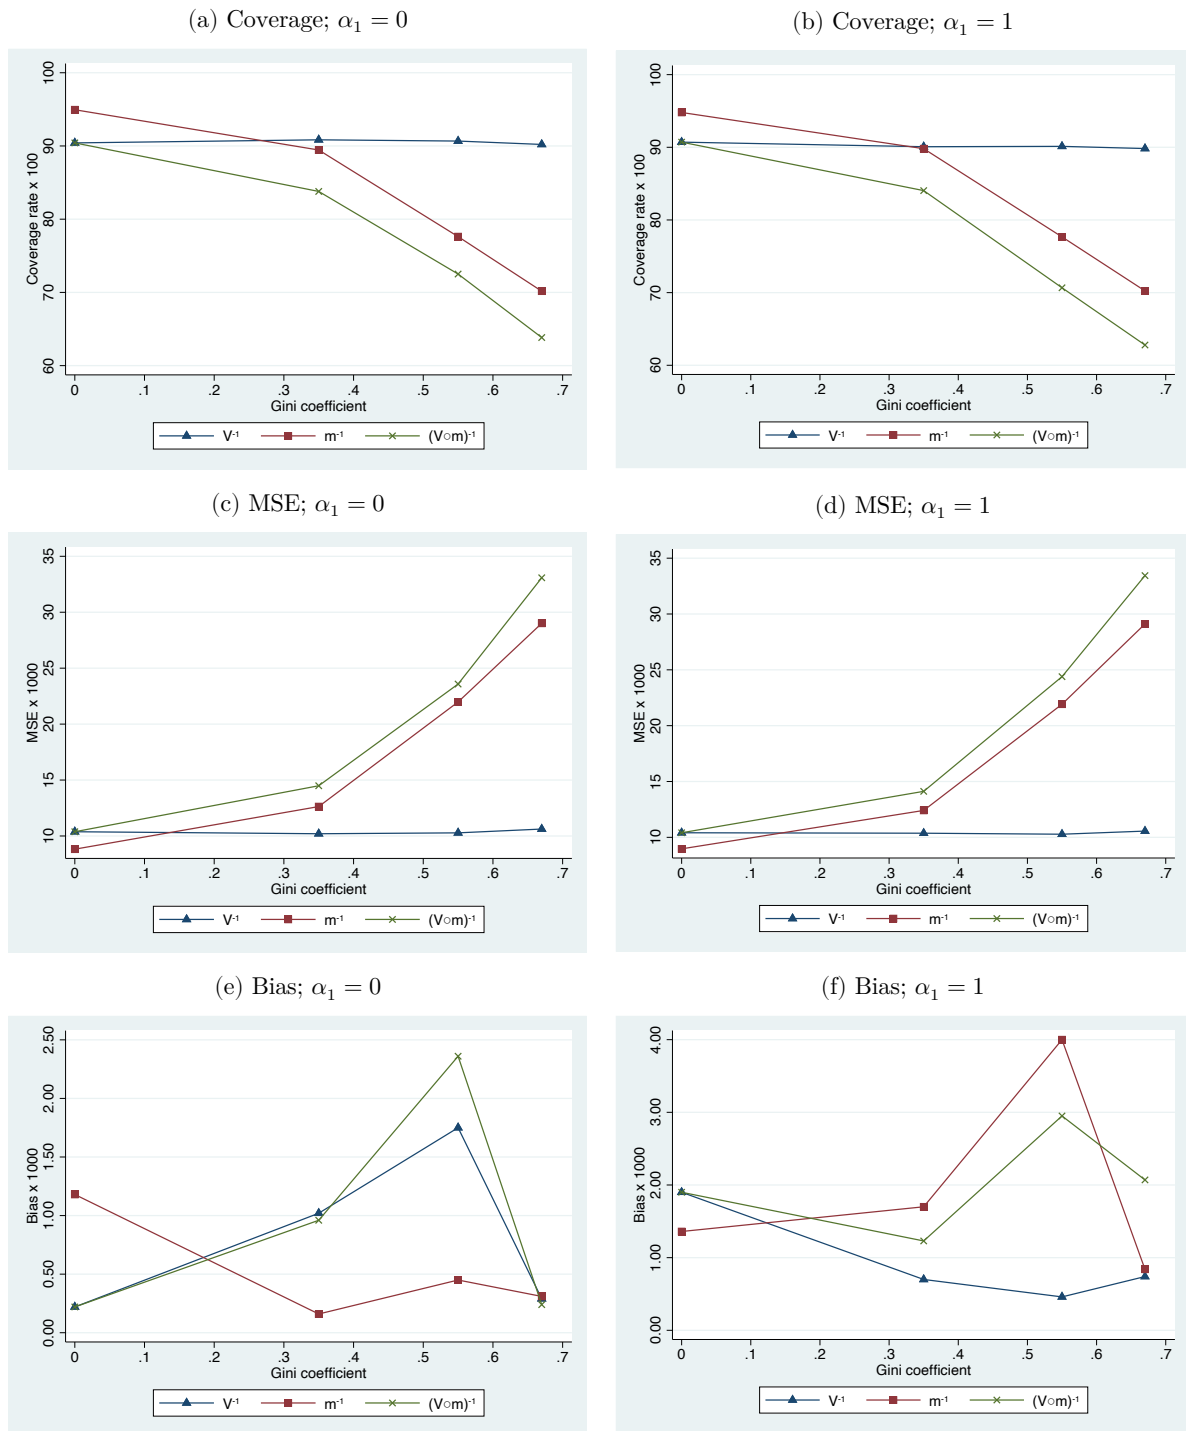 (a) Coverage; α₁ = 0
100
90
80
70
60
Coverage rate x 100
0 .1 .2 .3 .4 .5 .6 .7
Gini coefficient
V⁻¹ m⁻¹ (V○m)⁻¹
(b) Coverage; α₁ = 1
100
90
80
70
60
Coverage rate x 100
0 .1 .2 .3 .4 .5 .6 .7
Gini coefficient
V⁻¹ m⁻¹ (V○m)⁻¹
(c) MSE; α₁ = 0
35
30
25
20
15
10
MSE x 1000
0 .1 .2 .3 .4 .5 .6 .7
Gini coefficient
V⁻¹ m⁻¹ (V○m)⁻¹
(d) MSE; α₁ = 1
35
30
25
20
15
10
MSE x 1000
0 .1 .2 .3 .4 .5 .6 .7
Gini coefficient
V⁻¹ m⁻¹ (V○m)⁻¹
(e) Bias; α₁ = 0
2.50
2.00
1.50
1.00
0.50
0.00
Bias x 1000
0 .1 .2 .3 .4 .5 .6 .7
Gini coefficient
V⁻¹ m⁻¹ (V○m)⁻¹
(f) Bias; α₁ = 1
4.00
3.00
2.00
1.00
0.00
Bias x 1000
0 .1 .2 .3 .4 .5 .6 .7
Gini coefficient
V⁻¹ m⁻¹ (V○m)⁻¹